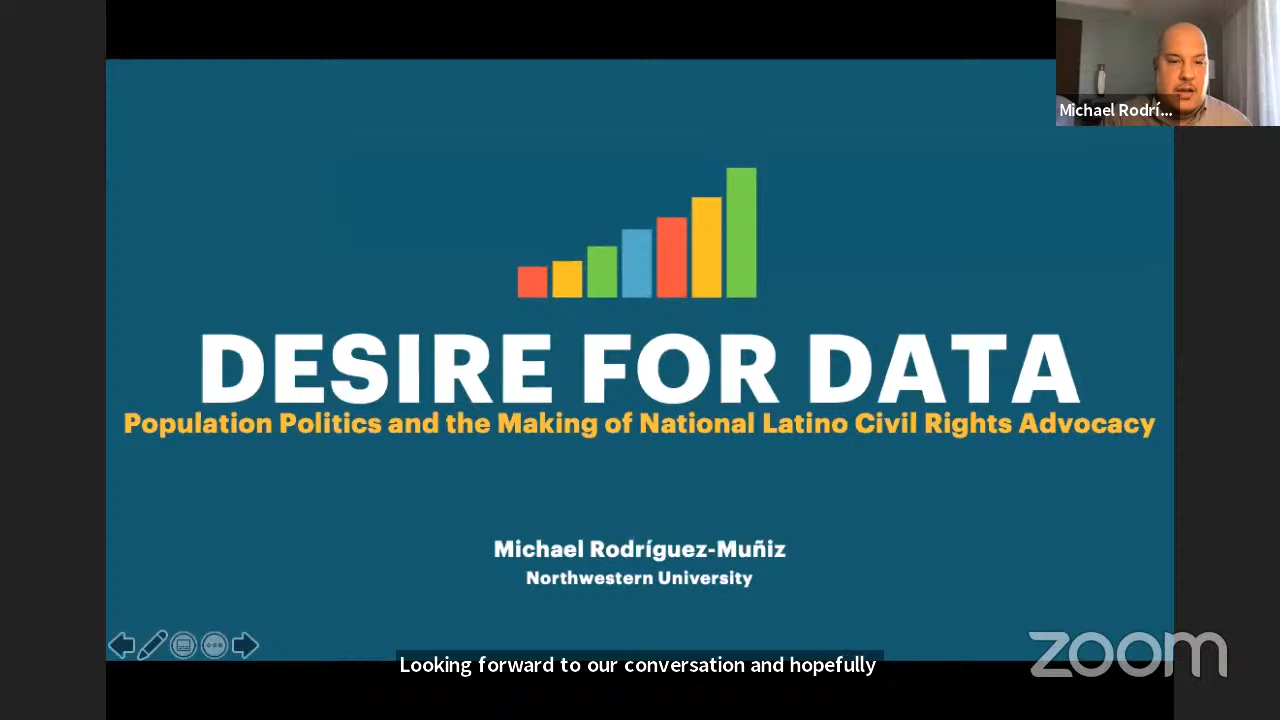 Michael Rodrí...
DESIRE FOR DATA
Population Politics and the Making of National Latino Civil Rights Advocacy
Michael Rodríguez-Muñiz
Northwestern University
Looking forward to our conversation and hopefully
zoom